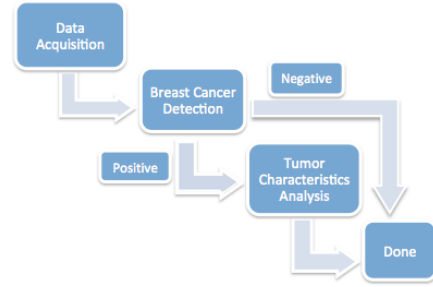 Data
Acquisition
Negative
Breast Cancer
Detection
Positive
Tumor
Characteristics
Analysis
Done